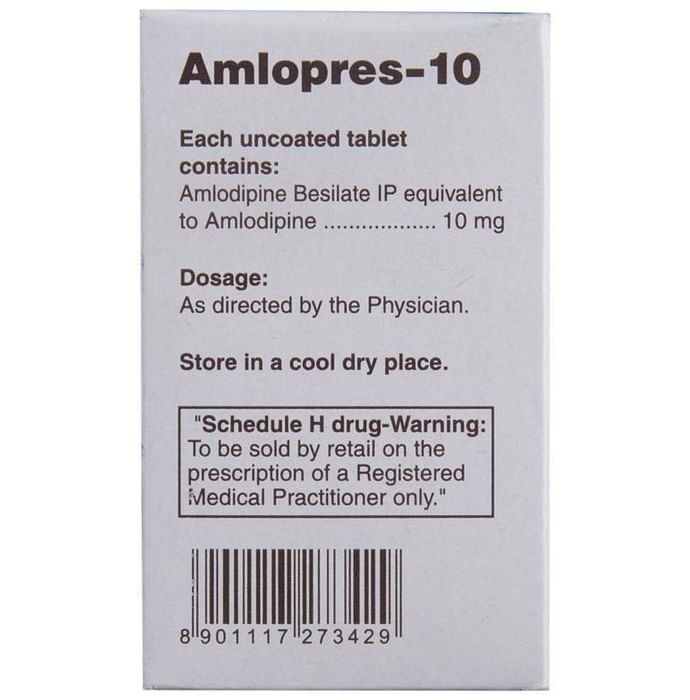 Amlopres-10
Each uncoated tablet
contains:
Amlodipine Besilate IP equivalent
to Amlodipine .................. 10 mg
Dosage:
As directed by the Physician.
Store in a cool dry place.
"Schedule H drug-Warning:
To be sold by retail on the
prescription of a Registered
Medical Practitioner only."
8 901117 273429